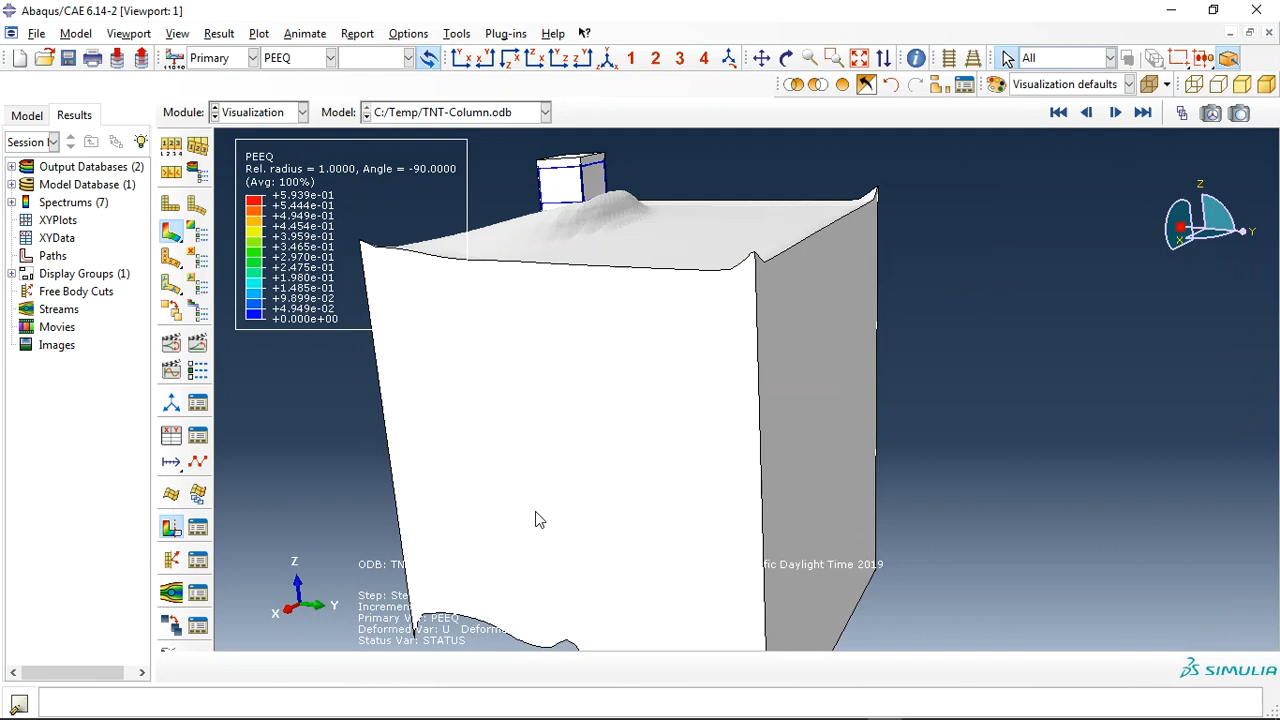 Abaqus/CAE 6.14-2 [Viewport: 1]
File Model Viewport View Result Plot Animate Report Options Tools Plug-ins Help
Primary PEEQ 1 2 3 4 All
Visualization defaults
Model Results Module: Visualization Model: C:/Temp/TNT-Column.odb
Session
Output Databases (2)
Model Database (1)
Spectrums (7)
XYPlots
XYData
Paths
Display Groups (1)
Free Body Cuts
Streams
Movies
Images
PEEQ
Rel. radius = 1.0000, Angle = -90.0000
(Avg: 100%)
+5.939e-01
+5.444e-01
+4.949e-01
+4.454e-01
+3.959e-01
+3.465e-01
+2.970e-01
+2.475e-01
+1.980e-01
+1.485e-01
+9.899e-02
+4.949e-02
+0.000e+00
Z
Y
X
Z
Y
X
ODB: TN
fic Daylight Time 2019
Step: Ste
Increment
Primary Var: PEEQ
Deformed Var: U Deform
Status Var: STATUS
SIMULIA